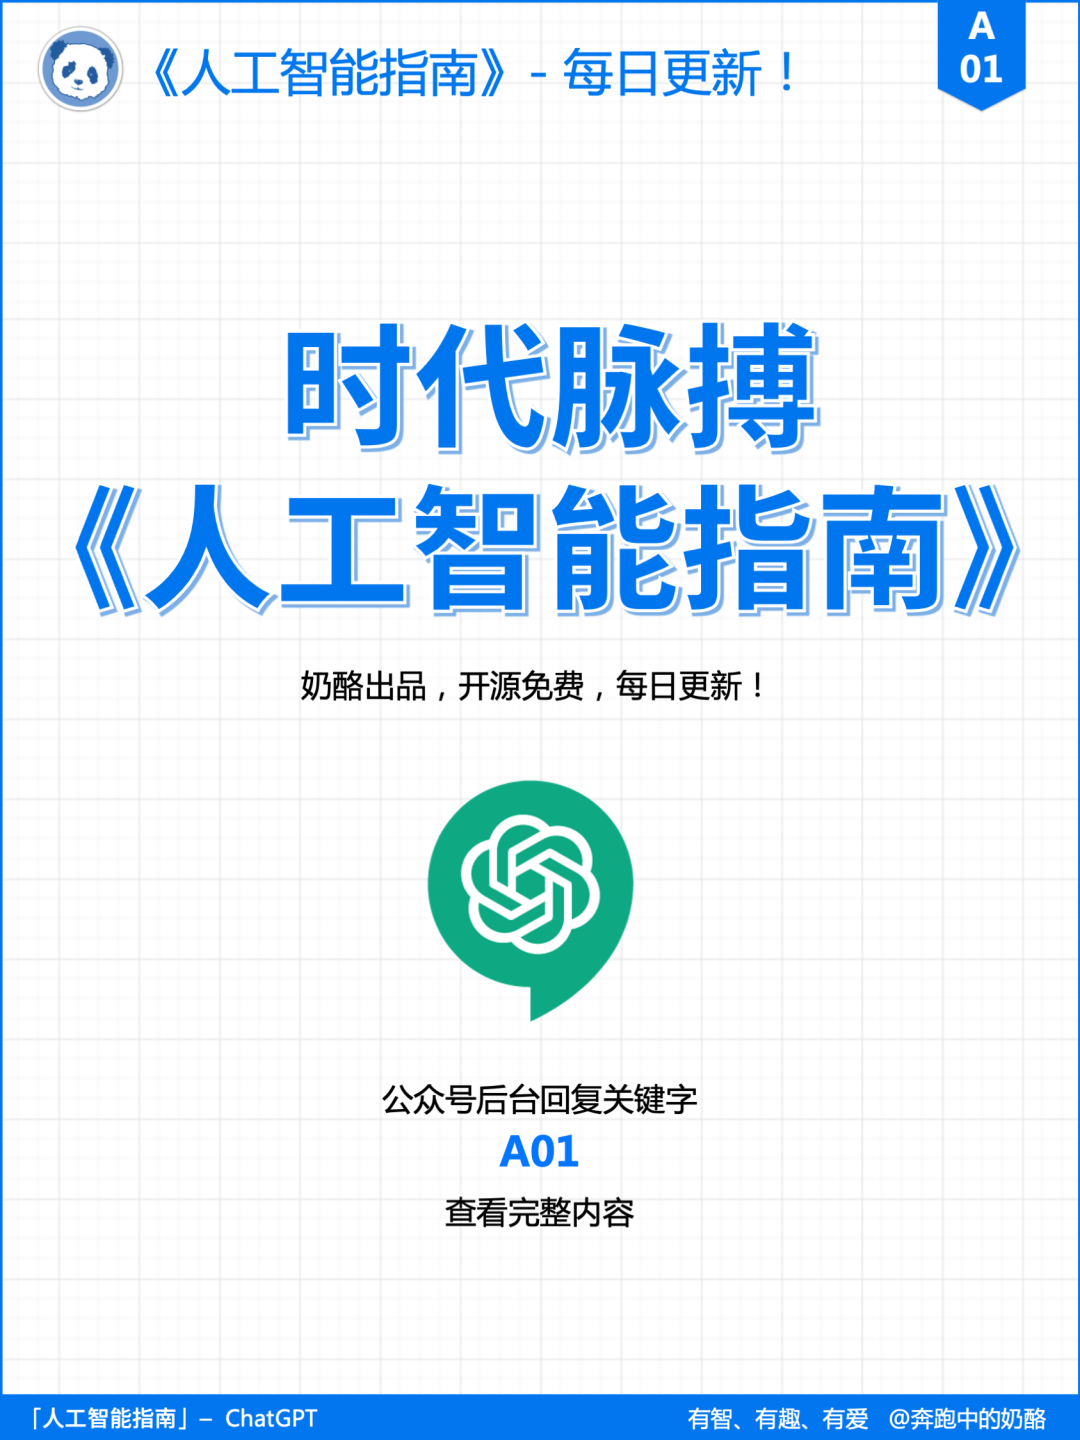 《人工智能指南》- 每日更新！
A
01
时代脉搏
《人工智能指南》
奶酪出品，开源免费，每日更新！
公众号后台回复关键字
A01
查看完整内容
「人工智能指南」– ChatGPT
有智、有趣、有爱 @奔跑中的奶酪